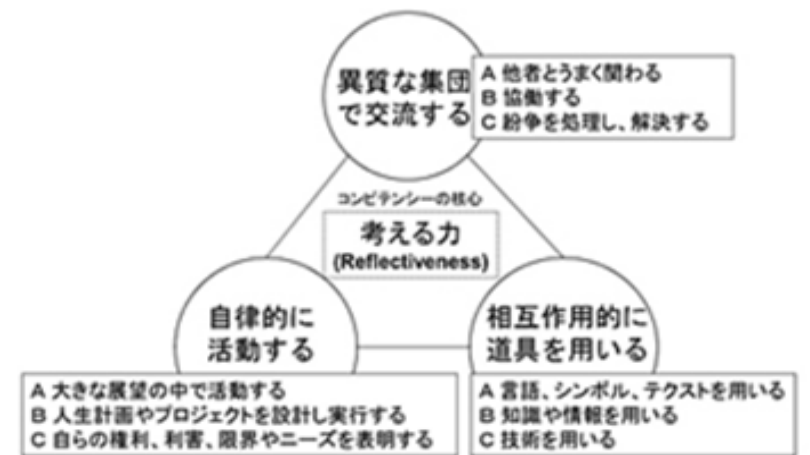 異質な集団
で交流する
A 他者とうまく関わる
B 協働する
C 紛争を処理し、解決する
コンピテンシーの核心
考える力
(Reflectiveness)
自律的に
活動する
A 大きな展望の中で活動する
B 人生計画やプロジェクトを設計し実行する
C 自らの権利、利害、限界やニーズを表明する
相互作用的に
道具を用いる
A 言語、シンボル、テクストを用いる
B 知識や情報を用いる
C 技術を用いる